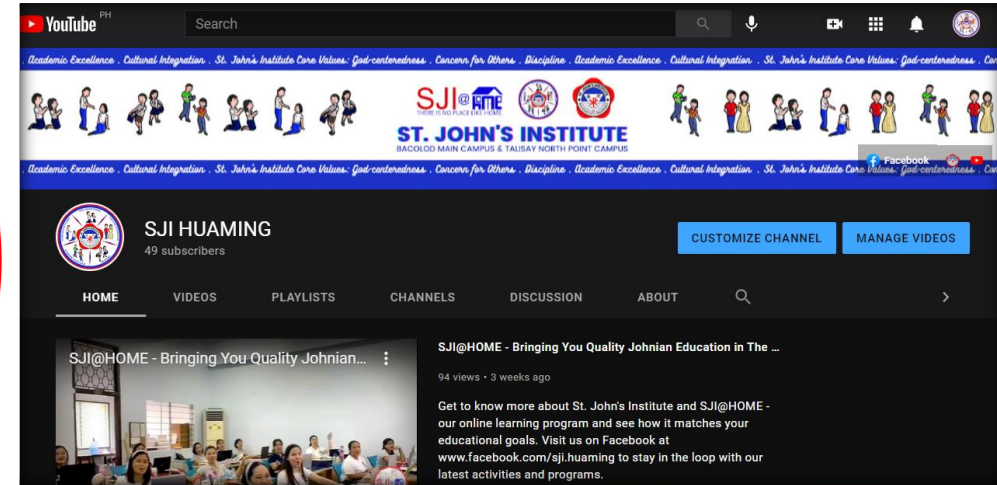 YouTube PH
Search
. Academic Excellence . Cultural Integration . St. John's Institute Core Values: God-centeredness . Concern for Others . Discipline . Academic Excellence . Cultural Integration . St. John's Institute Core Values: God-centeredness . Con
SJI@HOME
THERE IS NO PLACE LIKE HOME
ST. JOHN'S INSTITUTE
BACOLOD MAIN CAMPUS & TALISAY NORTH POINT CAMPUS
Facebook
. Academic Excellence . Cultural Integration . St. John's Institute Core Values: God-centeredness . Concern for Others . Discipline . Academic Excellence . Cultural Integration . St. John's Institute Core Values: God-centeredness . Con
SJI HUAMING
49 subscribers
CUSTOMIZE CHANNEL
MANAGE VIDEOS
HOME VIDEOS PLAYLISTS CHANNELS DISCUSSION ABOUT
SJI@HOME - Bringing You Quality Johnian...
SJI@HOME - Bringing You Quality Johnian Education in The ...
94 views • 3 weeks ago
Get to know more about St. John's Institute and SJI@HOME -
our online learning program and see how it matches your
educational goals. Visit us on Facebook at
www.facebook.com/sji.huaming to stay in the loop with our
latest activities and programs.